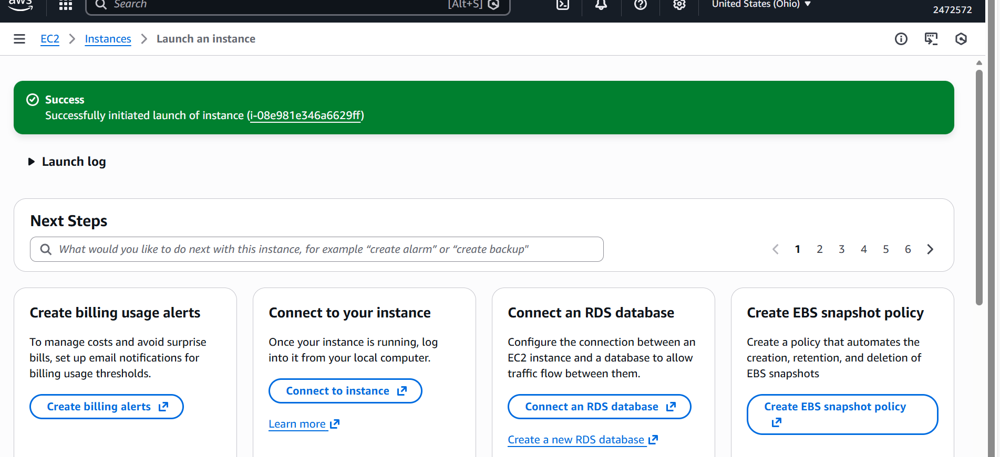 aws
Search [Alt+S] United States (Ohio)
2472572
EC2 Instances Launch an instance
Success
Successfully initiated launch of instance (i-08e981e346a6629ff)
Launch log
Next Steps
What would you like to do next with this instance, for example “create alarm” or “create backup"
1 2 3 4 5 6
Create billing usage alerts
To manage costs and avoid surprise
bills, set up email notifications for
billing usage thresholds.
Create billing alerts
Connect to your instance
Once your instance is running, log
into it from your local computer.
Connect to instance
Learn more
Connect an RDS database
Configure the connection between an
EC2 instance and a database to allow
traffic flow between them.
Connect an RDS database
Create a new RDS database
Create EBS snapshot policy
Create a policy that automates the
creation, retention, and deletion of
EBS snapshots
Create EBS snapshot policy